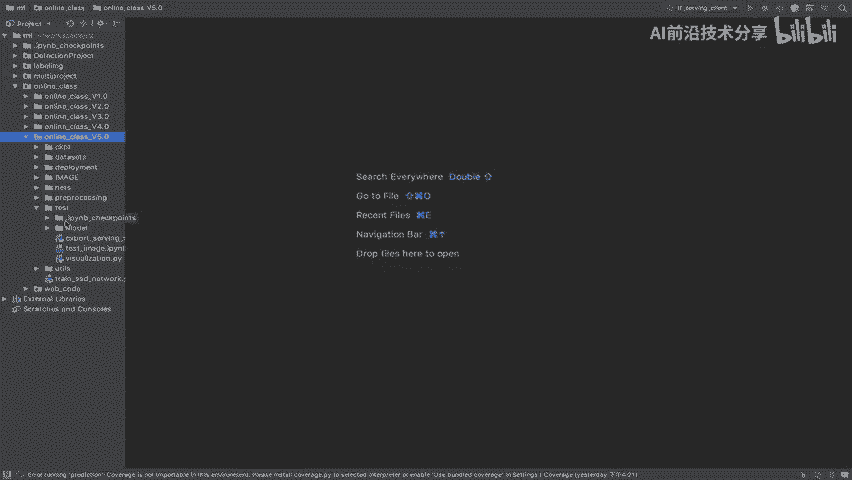 ml online_class online_class_V5.0 tf_serving_client
Project
AI前沿技术分享 bilibili
ml
.ipynb_checkpoints
DetectionProject
labelImg
multiproject
online_class
online_class_V1.0
online_class_V2.0
online_class_V3.0
online_class_V4.0
online_class_V5.0
ckpt
datasets
deployment
IMAGE
nets
preprocessing
test
.ipynb_checkpoints
Model
export_serving_
test_image.ipynb
visualization.py
utils
train_ssd_network.
web_code
External Libraries
Scratches and Consoles
Search Everywhere Double ⇧
Go to File ⇧⌘O
Recent Files ⌘E
Navigation Bar ⌘↑
Drop files here to open
Error running "prediction": Coverage is not importable in this environment. Please install coverage.py to selected interpreter or enable 'Use bundled coverage' in Settings | Coverage (yesterday 下午4:21)